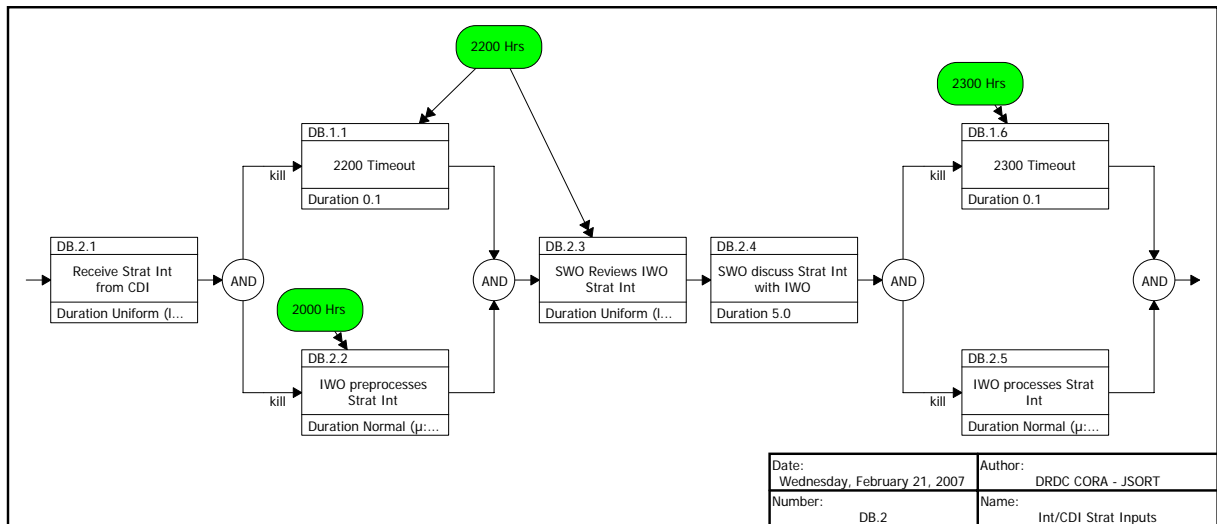 2200 Hrs
2300 Hrs
DB.1.1
2200 Timeout
Duration 0.1
kill
DB.1.6
2300 Timeout
Duration 0.1
kill
DB.2.1
Receive Strat Int
from CDI
Duration Uniform (l...
AND
AND
DB.2.3
SWO Reviews IWO
Strat Int
Duration Uniform (l...
DB.2.4
SWO discuss Strat Int
with IWO
Duration 5.0
AND
AND
2000 Hrs
DB.2.2
IWO preprocesses
Strat Int
Duration Normal (µ:...
kill
DB.2.5
IWO processes Strat
Int
Duration Normal (µ:...
kill
Date:
Wednesday, February 21, 2007
Author:
DRDC CORA - JSORT
Number:
DB.2
Name:
Int/CDI Strat Inputs